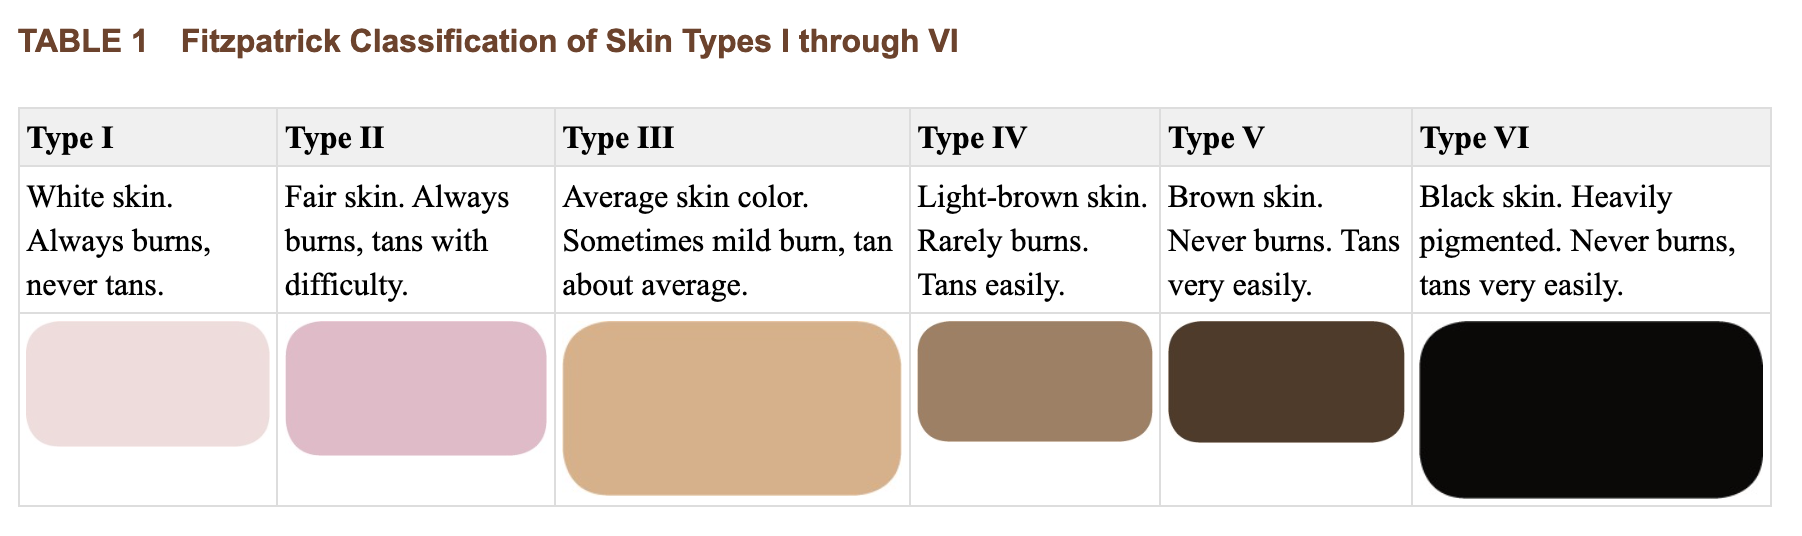 TABLE 1 Fitzpatrick Classification of Skin Types I through VI
Type I
White skin.
Always burns,
never tans.
Type II
Fair skin. Always
burns, tans with
difficulty.
Type III
Average skin color.
Sometimes mild burn, tan
about average.
Type IV
Light-brown skin.
Rarely burns.
Tans easily.
Type V
Brown skin.
Never burns. Tans
very easily.
Type VI
Black skin. Heavily
pigmented. Never burns,
tans very easily.